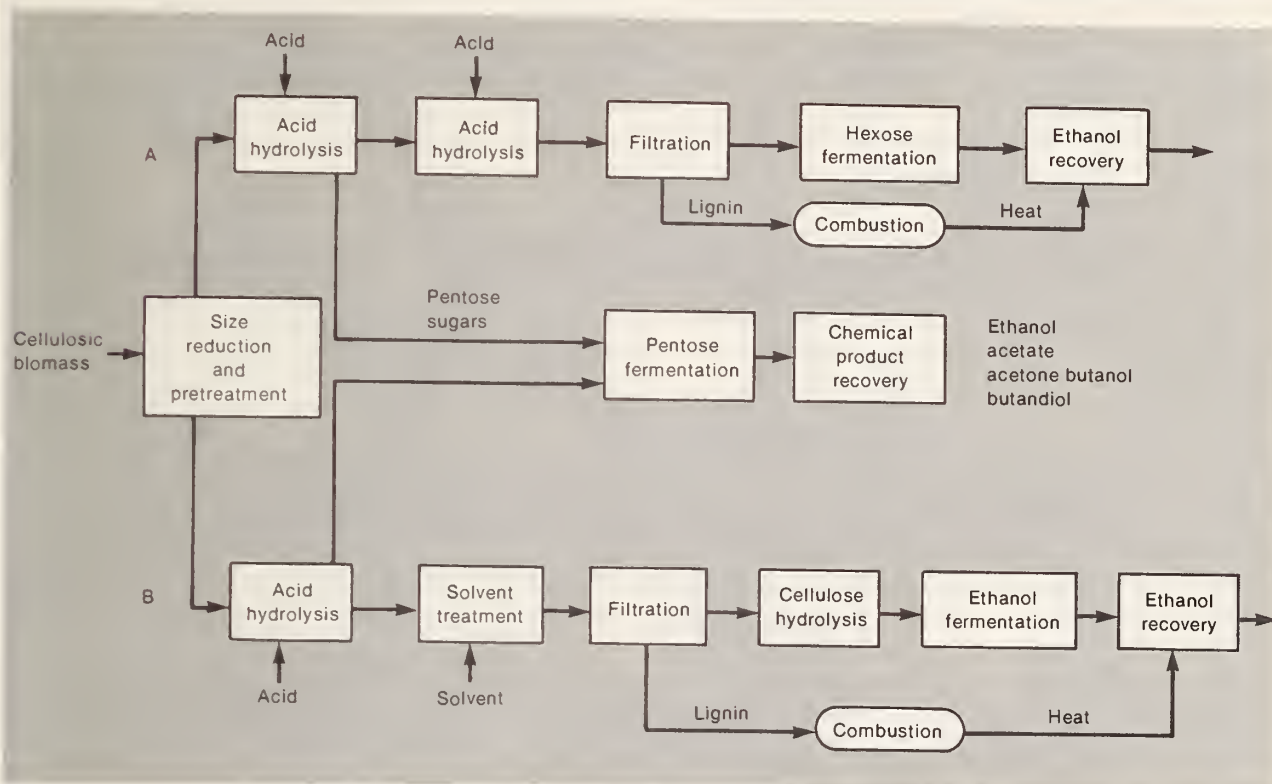 Acid
Acid
A
Acid
hydrolysis
Acid
hydrolysis
Filtration
Hexose
fermentation
Ethanol
recovery
Lignin
Combustion
Heat
Cellulosic
biomass
Size
reduction
and
pretreatment
Pentose
sugars
Pentose
fermentation
Chemical
product
recovery
Ethanol
acetate
acetone butanol
butandiol
B
Acid
hydrolysis
Solvent
treatment
Filtration
Cellulose
hydrolysis
Ethanol
fermentation
Ethanol
recovery
Acid
Solvent
Lignin
Combustion
Heat